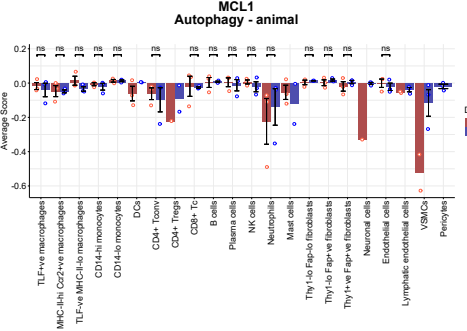 MCL1
Autophagy - animal
ns ns ns ns ns ns ns ns ns ns ns ns ns ns ns
0.2
0.0
-0.2
-0.4
-0.6
Average Score
TLF+ve macrophages
MHC-II-hi Ccr2+ve macrophages
TLF-ve MHC-II-lo macrophages
CD14-hi monocytes
CD14-lo monocytes
DCs
CD4+ Tconv
CD4+ Tregs
CD8+ Tc
B cells
Plasma cells
NK cells
Neutrophils
Mast cells
Thy1-lo Fap-lo fibroblasts
Thy1-lo Fap+ve fibroblasts
Thy1+ve Fap+ve fibroblasts
Neuronal cells
Endothelial cells
Lymphatic endothelial cells
VSMCs
Pericytes